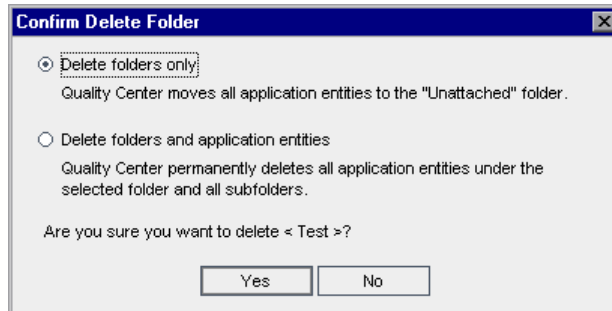 Confirm Delete Folder
Delete folders only
Quality Center moves all application entities to the "Unattached" folder.
Delete folders and application entities
Quality Center permanently deletes all application entities under the
selected folder and all subfolders.
Are you sure you want to delete < Test >?
Yes No